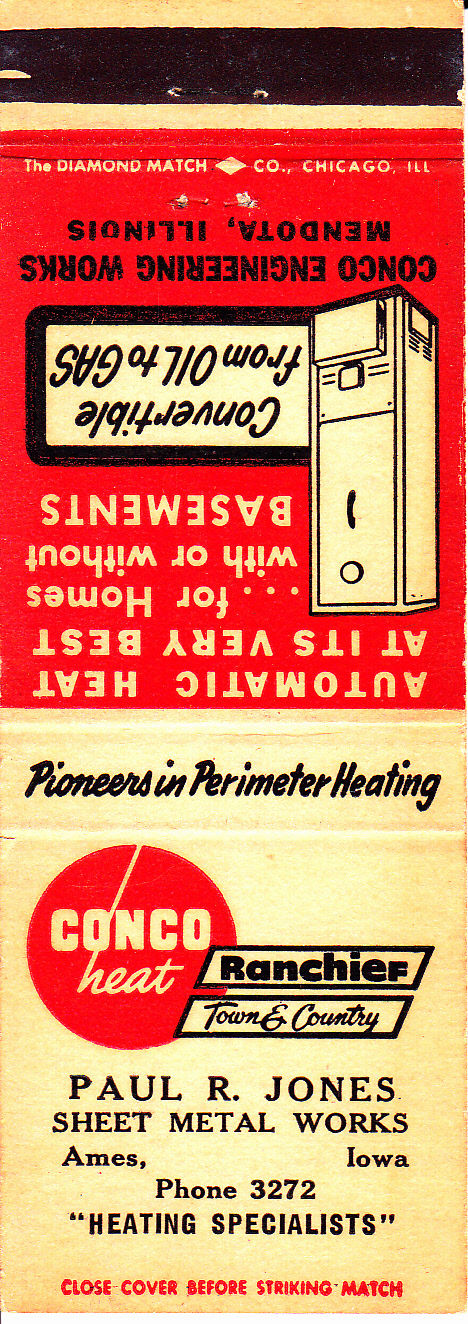 The DIAMOND MATCH CO., CHICAGO, ILL
AUTOMATIC HEAT
AT ITS VERY BEST
... for Homes
with or without
BASEMENTS
Convertible
from OIL to GAS
CONCO ENGINEERING WORKS
MENDOTA, ILLINOIS
Pioneers in Perimeter Heating
CONCO
heat
RanchieF
Town & Country
PAUL R. JONES
SHEET METAL WORKS
Ames, Iowa
Phone 3272
"HEATING SPECIALISTS"
CLOSE COVER BEFORE STRIKING MATCH